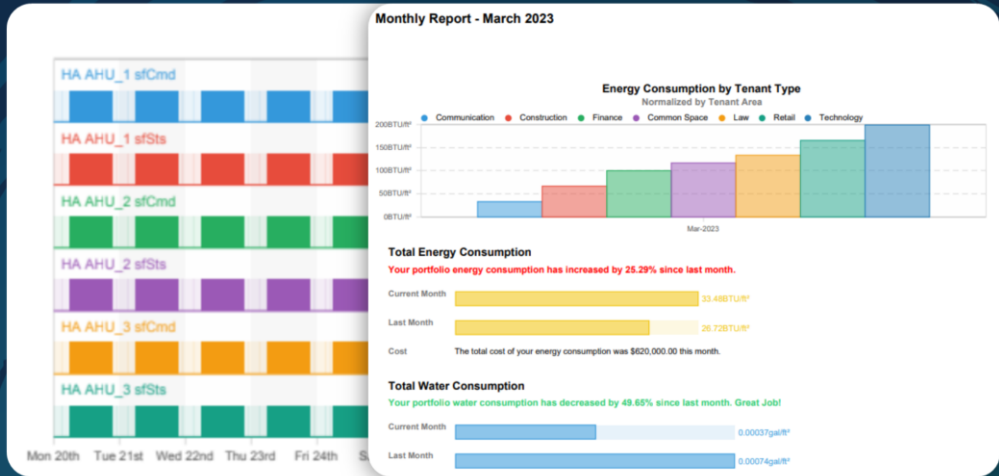 HA AHU_1 sfCmd
HA AHU_1 sfSts
HA AHU_2 sfCmd
HA AHU_2 sfSts
HA AHU_3 sfCmd
HA AHU_3 sfSts
Mon 20th Tue 21st Wed 22nd Thu 23rd Fri 24th
Monthly Report - March 2023
Energy Consumption by Tenant Type
Normalized by Tenant Area
Communication Construction Finance Common Space Law Retail Technology
200BTU/ft²
150BTU/ft²
100BTU/ft²
50BTU/ft²
0BTU/ft²
Mar-2023
Total Energy Consumption
Your portfolio energy consumption has increased by 25.29% since last month.
Current Month 33.48BTU/ft²
Last Month 26.72BTU/ft²
Cost The total cost of your energy consumption was $620,000.00 this month.
Total Water Consumption
Your portfolio water consumption has decreased by 49.65% since last month. Great Job!
Current Month 0.00037gal/ft²
Last Month 0.00074gal/ft²